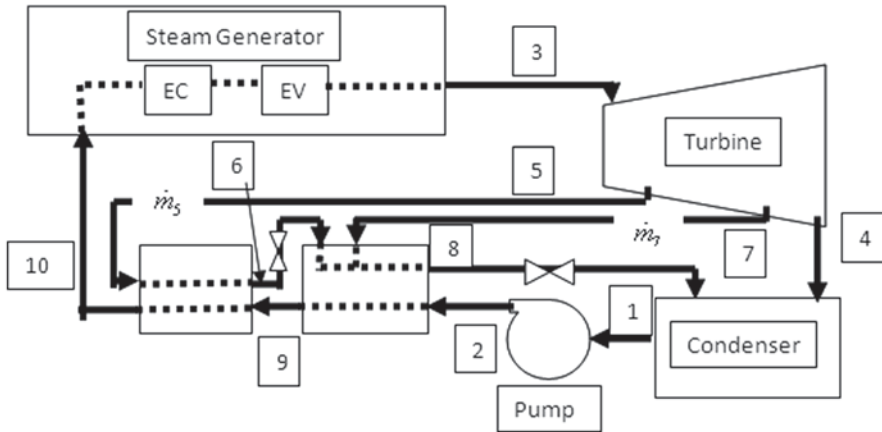 Steam Generator
3
EC
EV
Turbine
6
5
ṁ₅
ṁ₇
10
8
7
4
1
2
Condenser
9
Pump